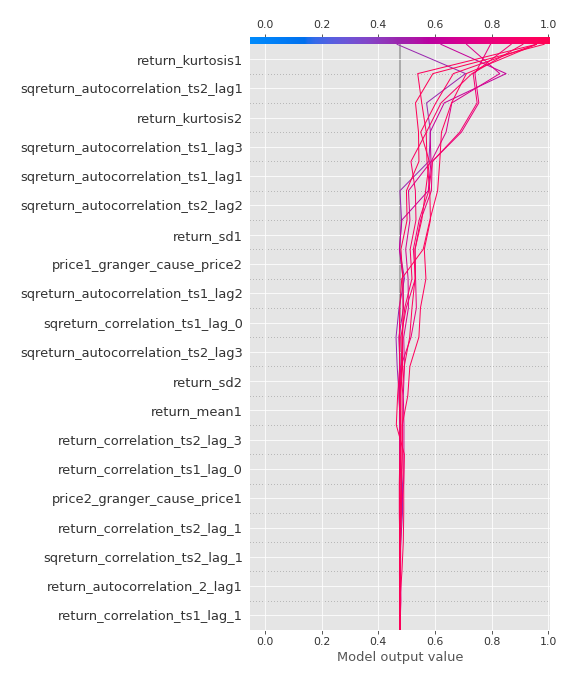 0.0 0.2 0.4 0.6 0.8 1.0
return_kurtosis1
sqreturn_autocorrelation_ts2_lag1
return_kurtosis2
sqreturn_autocorrelation_ts1_lag3
sqreturn_autocorrelation_ts1_lag1
sqreturn_autocorrelation_ts2_lag2
return_sd1
price1_granger_cause_price2
sqreturn_autocorrelation_ts1_lag2
sqreturn_correlation_ts1_lag_0
sqreturn_autocorrelation_ts2_lag3
return_sd2
return_mean1
return_correlation_ts2_lag_3
return_correlation_ts1_lag_0
price2_granger_cause_price1
return_correlation_ts2_lag_1
sqreturn_correlation_ts2_lag_1
return_autocorrelation_2_lag1
return_correlation_ts1_lag_1
0.0 0.2 0.4 0.6 0.8 1.0
Model output value